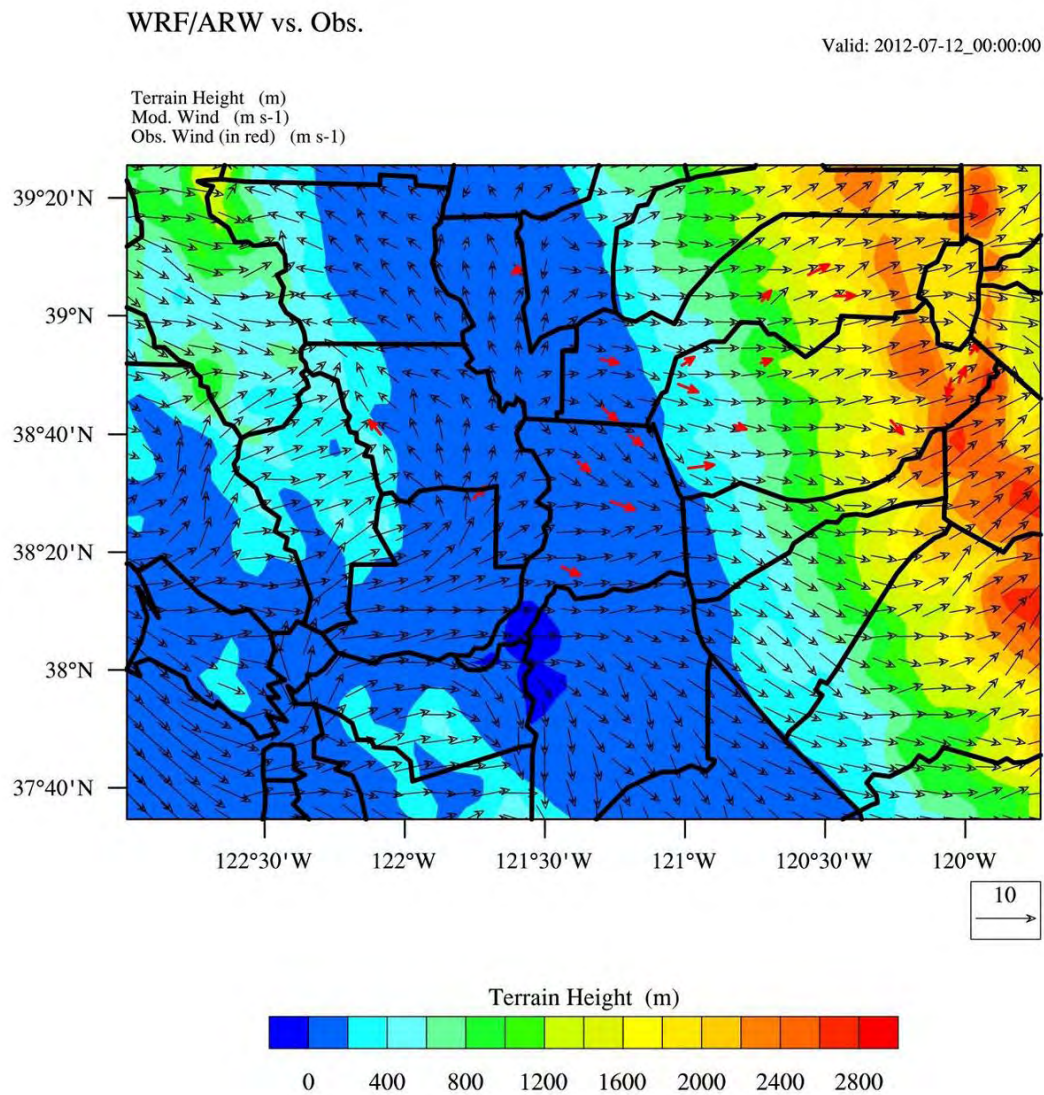 WRF/ARW vs. Obs.
Valid: 2012-07-12_00:00:00
Terrain Height (m)
Mod. Wind (m s-1)
Obs. Wind (in red) (m s-1)
39°20'N
39°N
38°40'N
38°20'N
38°N
37°40'N
122°30'W 122°W 121°30'W 121°W 120°30'W 120°W
10
Terrain Height (m)
0 400 800 1200 1600 2000 2400 2800